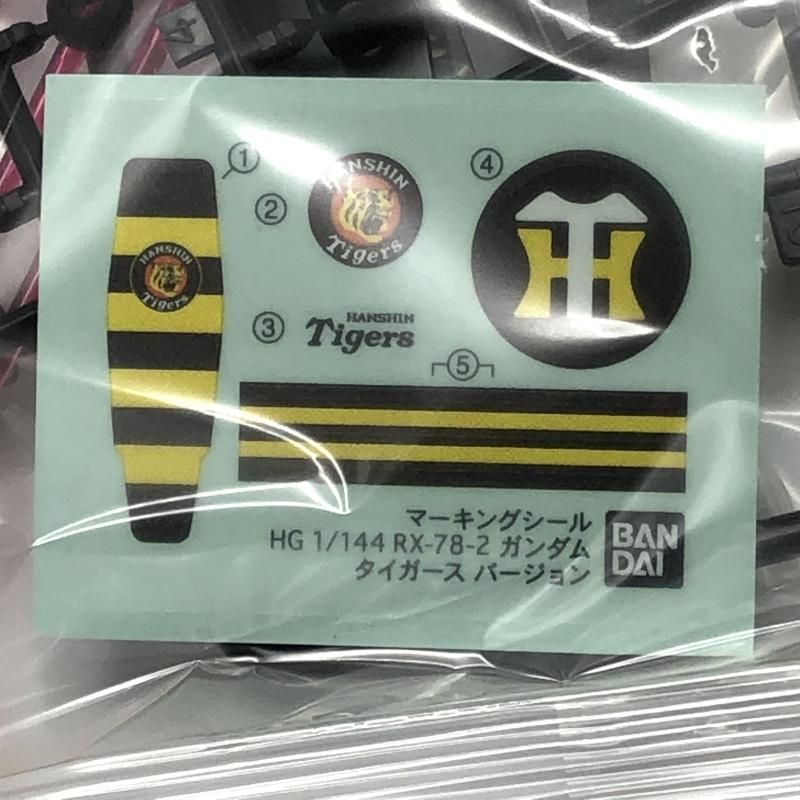 ①
HANSHIN
Tigers
②
HANSHIN
Tigers
③
HANSHIN
Tigers
④
TH
⑤
マーキングシール
HG 1/144 RX-78-2 ガンダム
タイガース バージョン
BAN
DAI